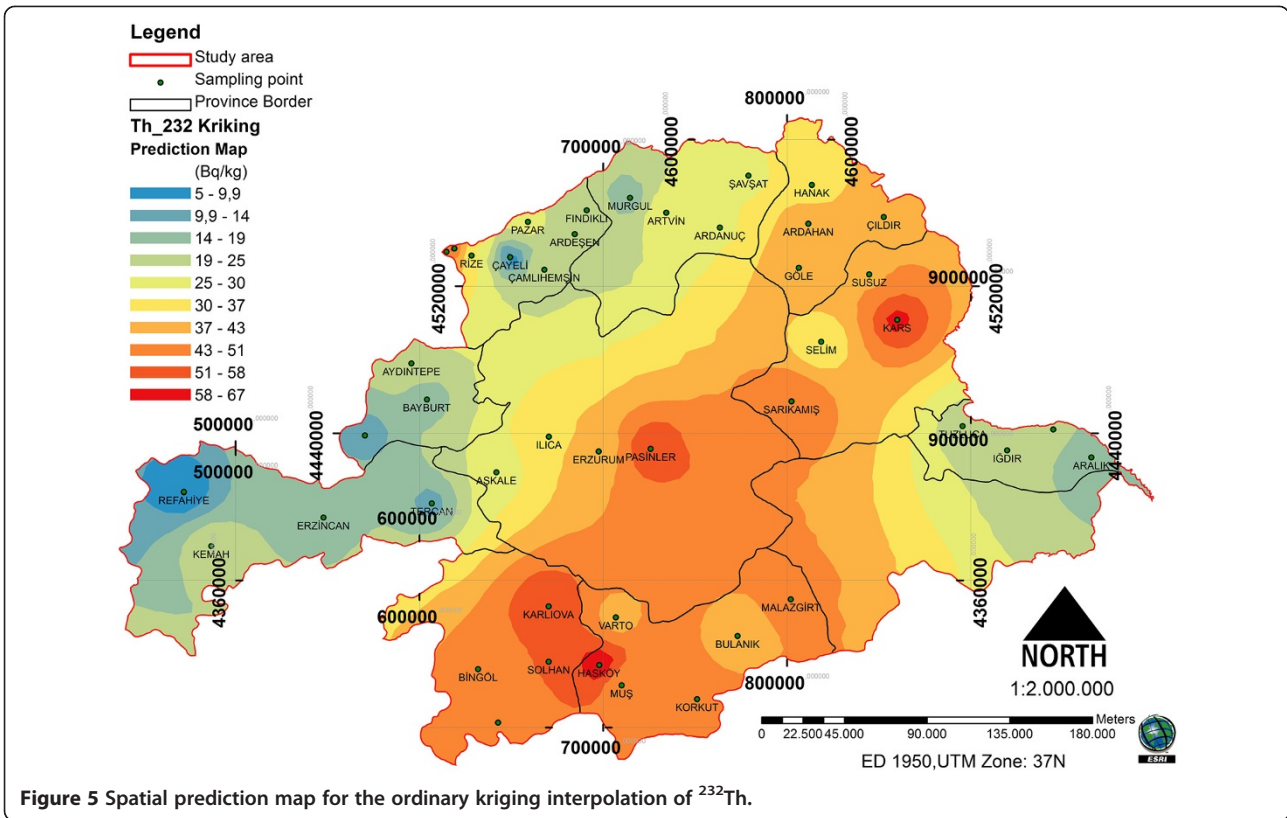 Legend
Study area
Sampling point
Province Border
Th_232 Kriking
Prediction Map
(Bq/kg)
5 - 9,9
9,9 - 14
14 - 19
19 - 25
25 - 30
30 - 37
37 - 43
43 - 51
51 - 58
58 - 67
800000
700000
4600000
4600000
ŞAVŞAT
HANAK
MURGUL
FINDIKLI
ARTVİN
PAZAR
ARDEŞEN
ARDANUÇ
ARDAHAN
ÇILDIR
RİZE
ÇAYELİ
ÇAMLIHEMŞİN
GÖLE
SUSUZ
900000
4520000
4520000
KARS
SELİM
AYDINTEPE
BAYBURT
SARIKAMIŞ
500000
4440000
TUZLUCA
900000
4440000
ILICA
ERZURUM
PASİNLER
IĞDIR
ARALIK
500000
ASKALE
REFAHİYE
TERCAN
ERZİNCAN
600000
KEMAH
4360000
4360000
600000
KARLIOVA
VARTO
MALAZGİRT
BULANIK
BİNGÖL
SOLHAN
HASKÖY
MUŞ
KORKUT
800000
700000
NORTH
1:2.000.000
Meters
0 22.500 45.000 90.000 135.000 180.000
ED 1950,UTM Zone: 37N
ESRI
Figure 5 Spatial prediction map for the ordinary kriging interpolation of ²³²Th.